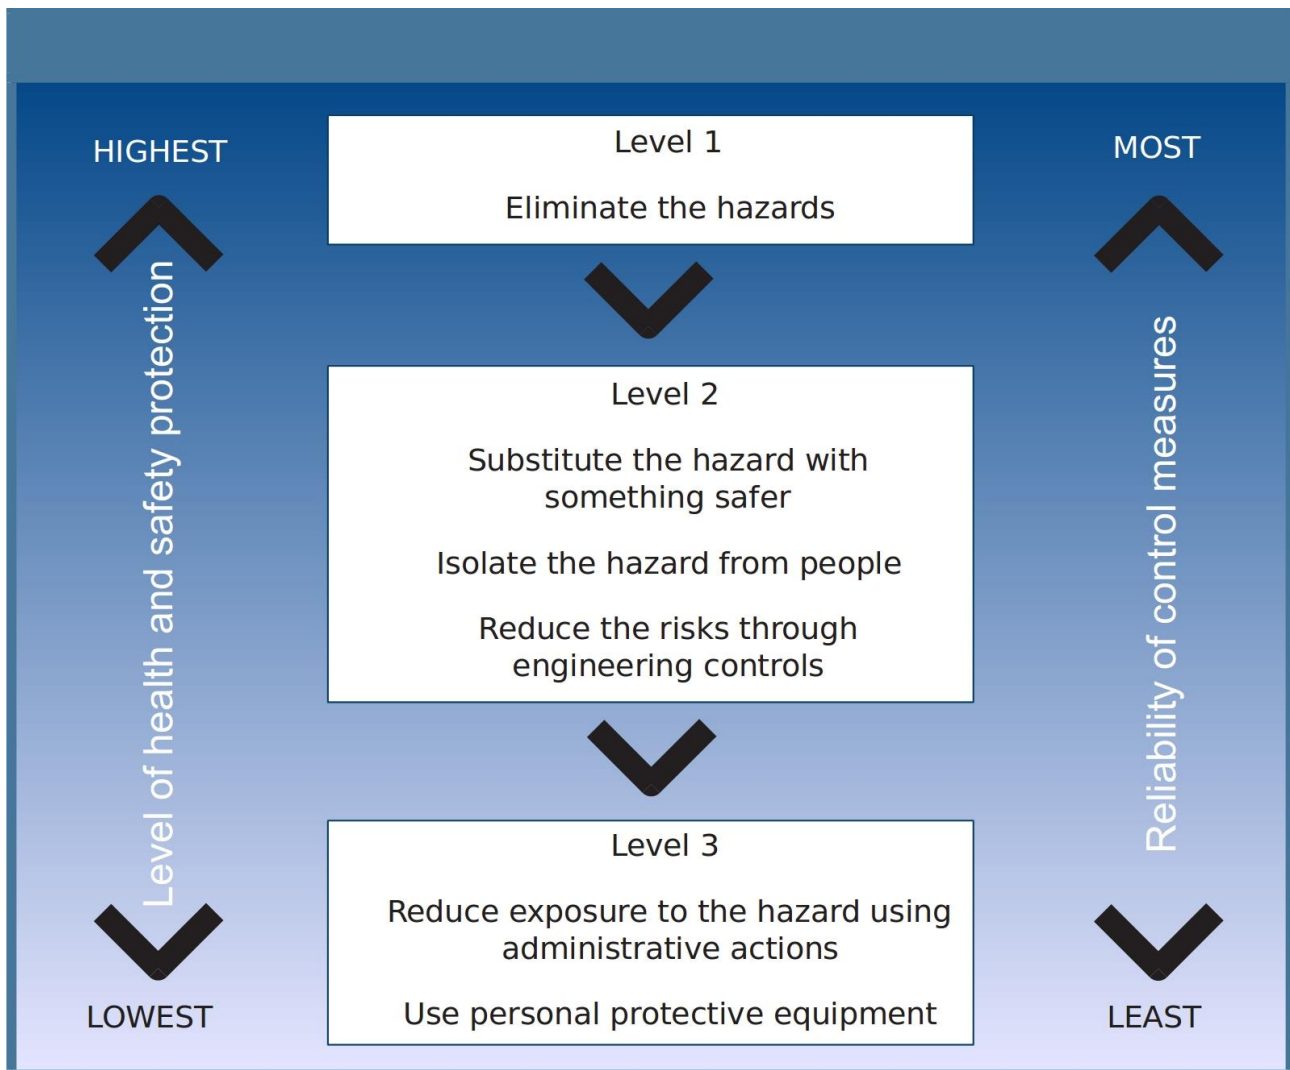 HIGHEST
Level of health and safety protection
LOWEST
Level 1
Eliminate the hazards
Level 2
Substitute the hazard with
something safer
Isolate the hazard from people
Reduce the risks through
engineering controls
Level 3
Reduce exposure to the hazard using
administrative actions
Use personal protective equipment
MOST
Reliability of control measures
LEAST